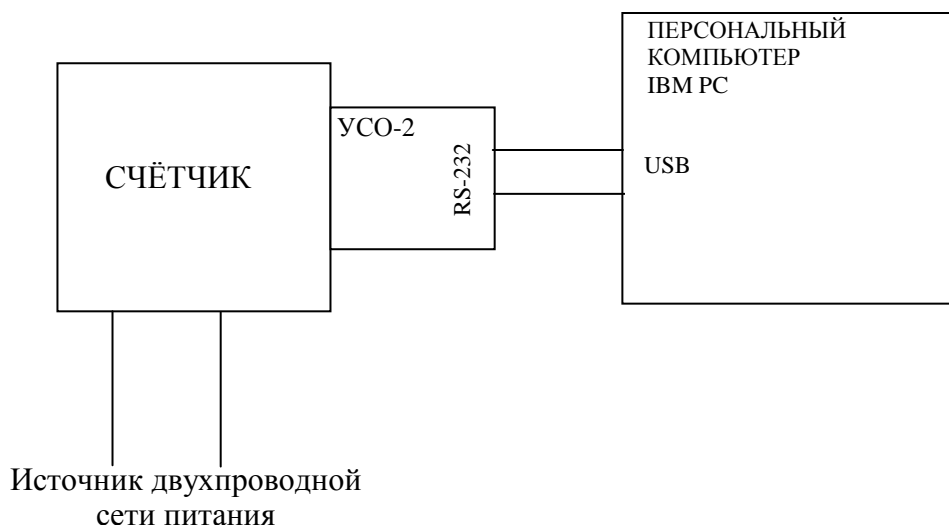 ПЕРСОНАЛЬНЫЙ
КОМПЬЮТЕР
IBM PC
УСО-2
СЧЁТЧИК
RS-232
USB
Источник двухпроводной
сети питания